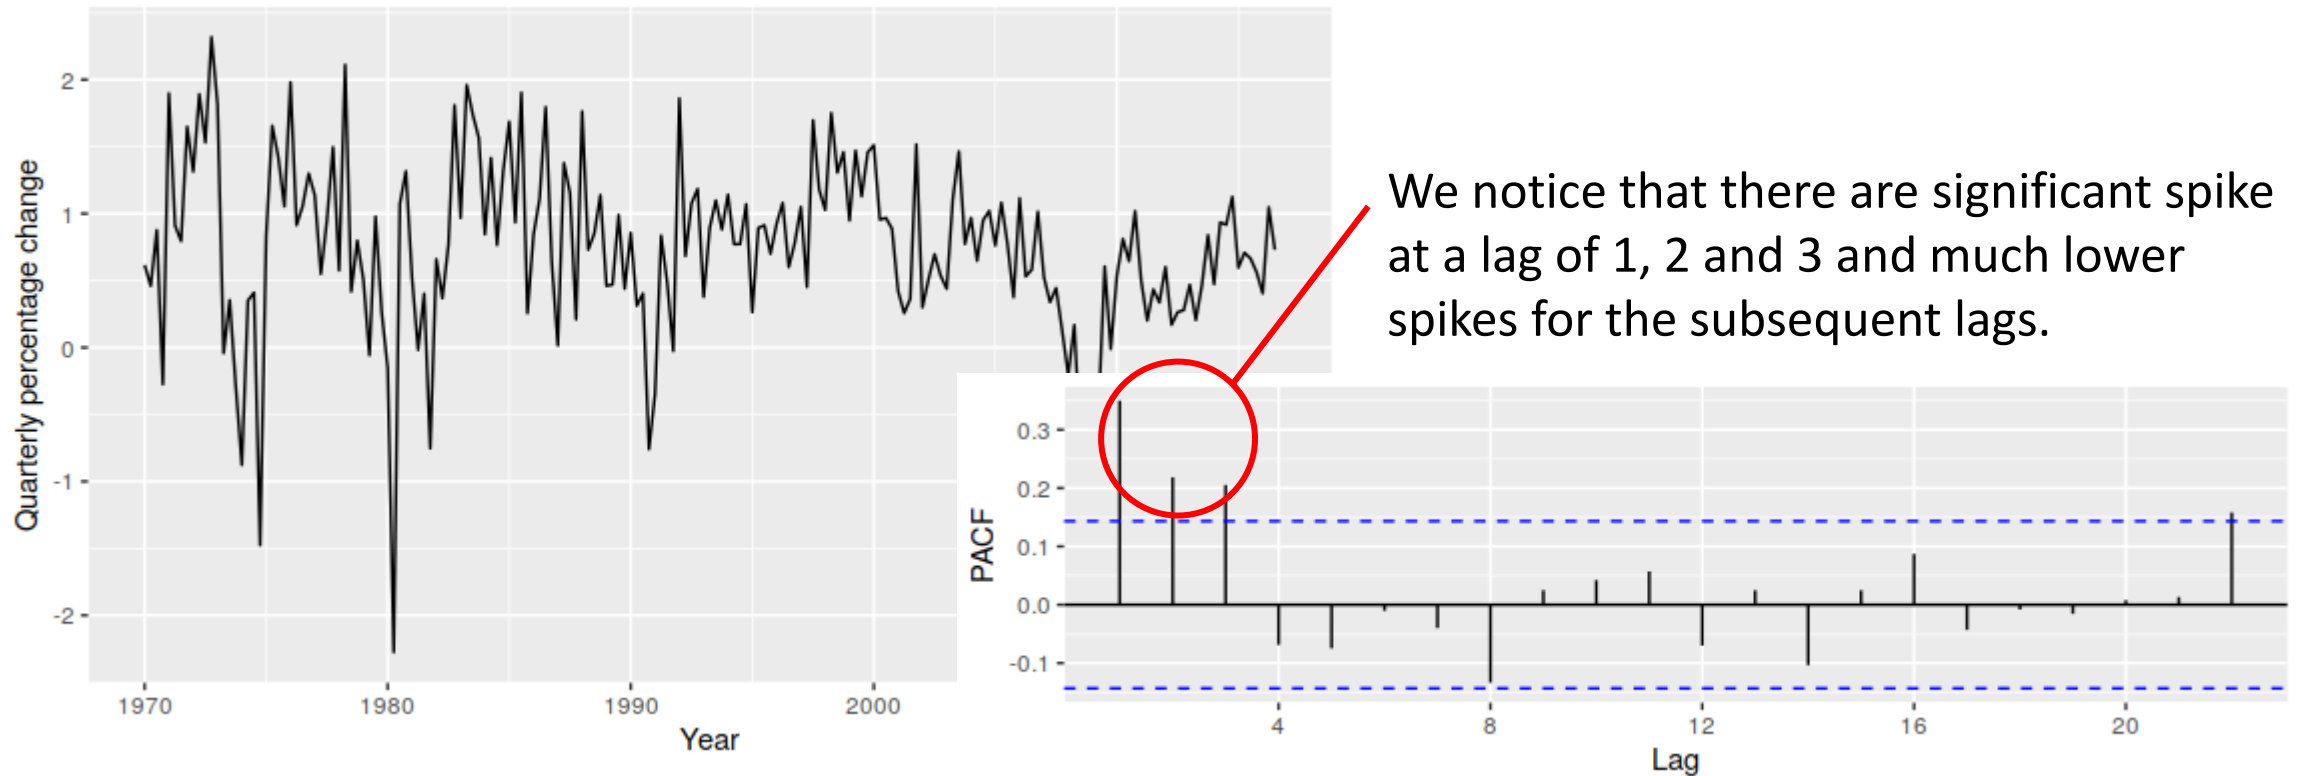 Quarterly percentage change
2
1
0
-1
-2
1970 1980 1990 2000
Year
We notice that there are significant spike
at a lag of 1, 2 and 3 and much lower
spikes for the subsequent lags.
PACF
0.3
0.2
0.1
0.0
-0.1
4 8 12 16 20
Lag